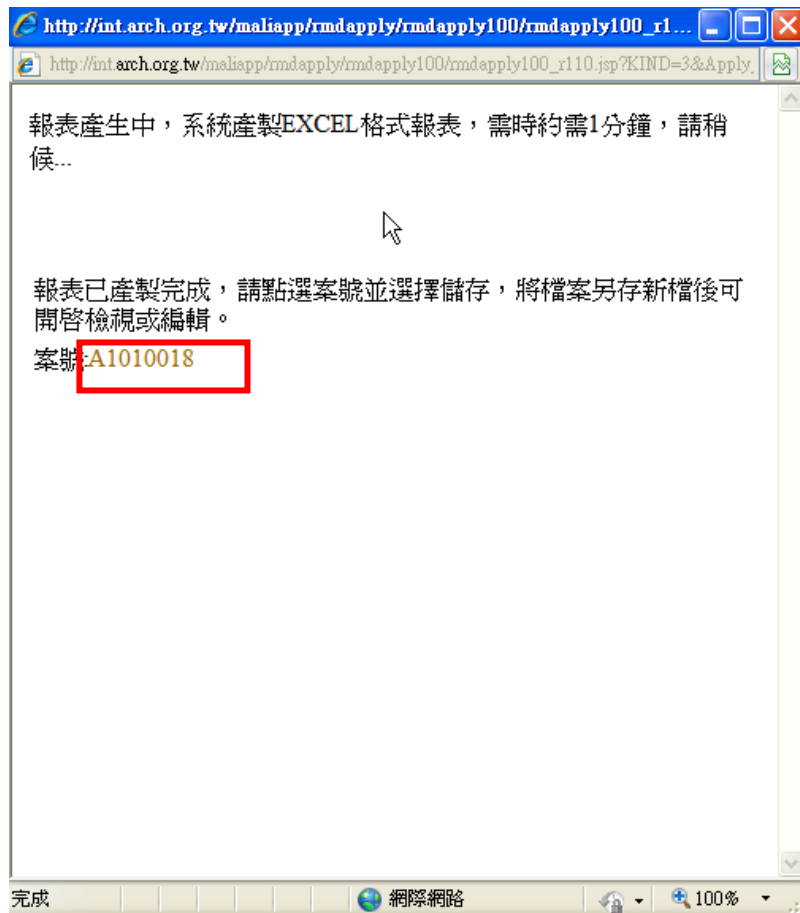 http://int.arch.org.tw/maliapp/rmdapply/rmdapply100/rmdapply100_r1...
http://int.arch.org.tw/maliapp/rmdapply/rmdapply100/rmdapply100_r110.jsp?KIND=3&Apply_
報表產生中，系統產製EXCEL格式報表，需時約需1分鐘，請稍
候...
報表已產製完成，請點選案號並選擇儲存，將檔案另存新檔後可
開啓檢視或編輯。
案號:A1010018
完成 網際網路 100%